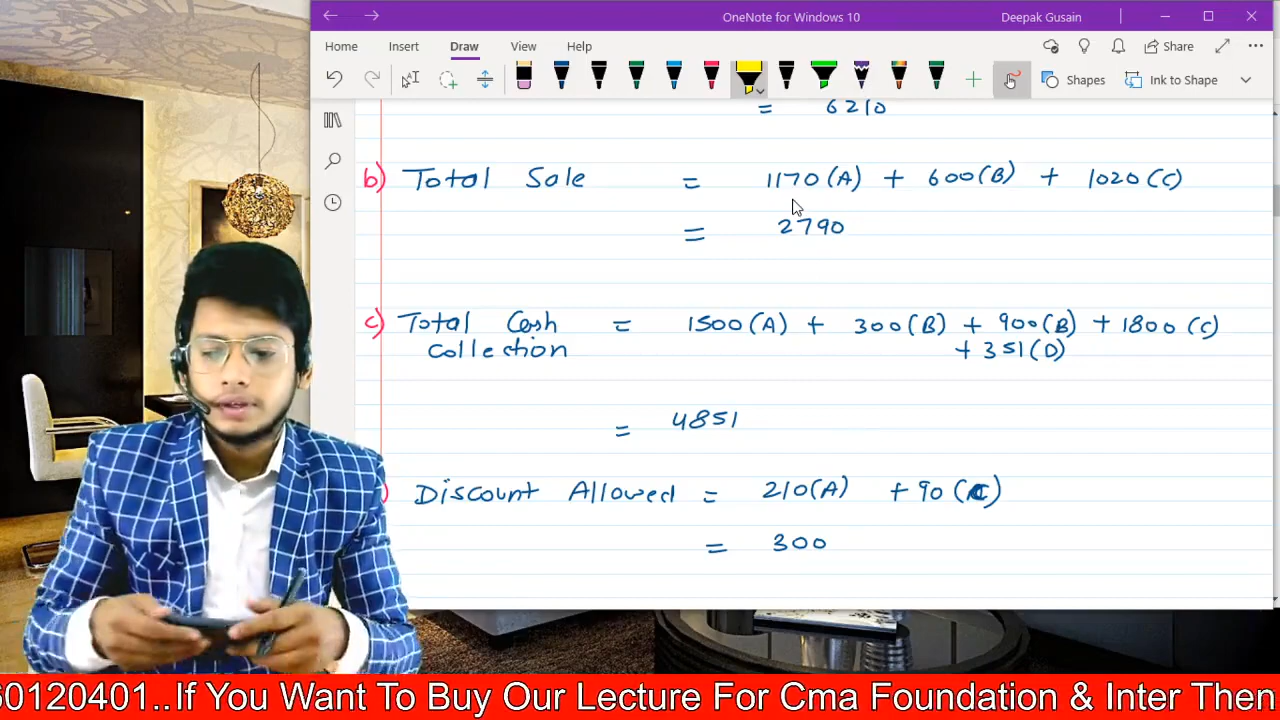 OneNote for Windows 10
Deepak Gusain
Home Insert Draw View Help
Share
Shapes
Ink to Shape
= 6210
b) Total Sale = 1170(A) + 600(B) + 1020(C)
= 2790
c) Total Cash collection = 1500(A) + 300(B) + 900(B) + 1800(C)
+ 351(D)
= 4851
) Discount Allowed = 210(A) + 90(C)
= 300
60120401..If You Want To Buy Our Lecture For Cma Foundation & Inter Then